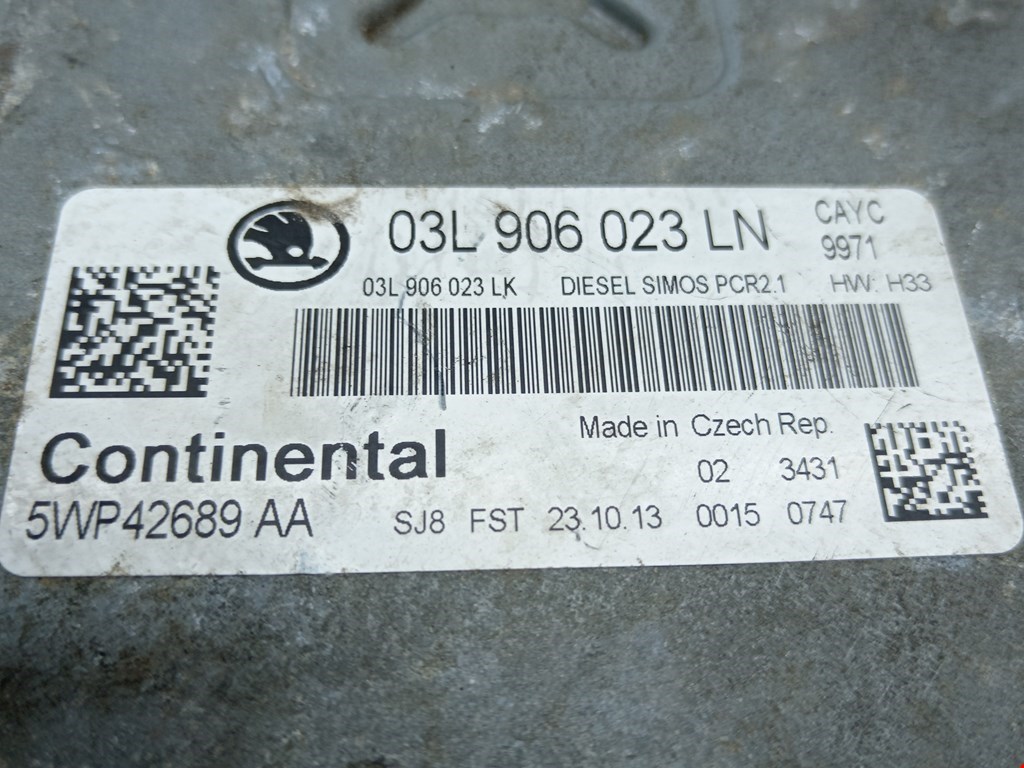 03L 906 023 LN CAYC
9971
03L 906 023 LK DIESEL SIMOS PCR2.1 HW: H33
Made in Czech Rep.
Continental 02 3431
5WP42689 AA SJ8 FST 23.10.13 0015 0747